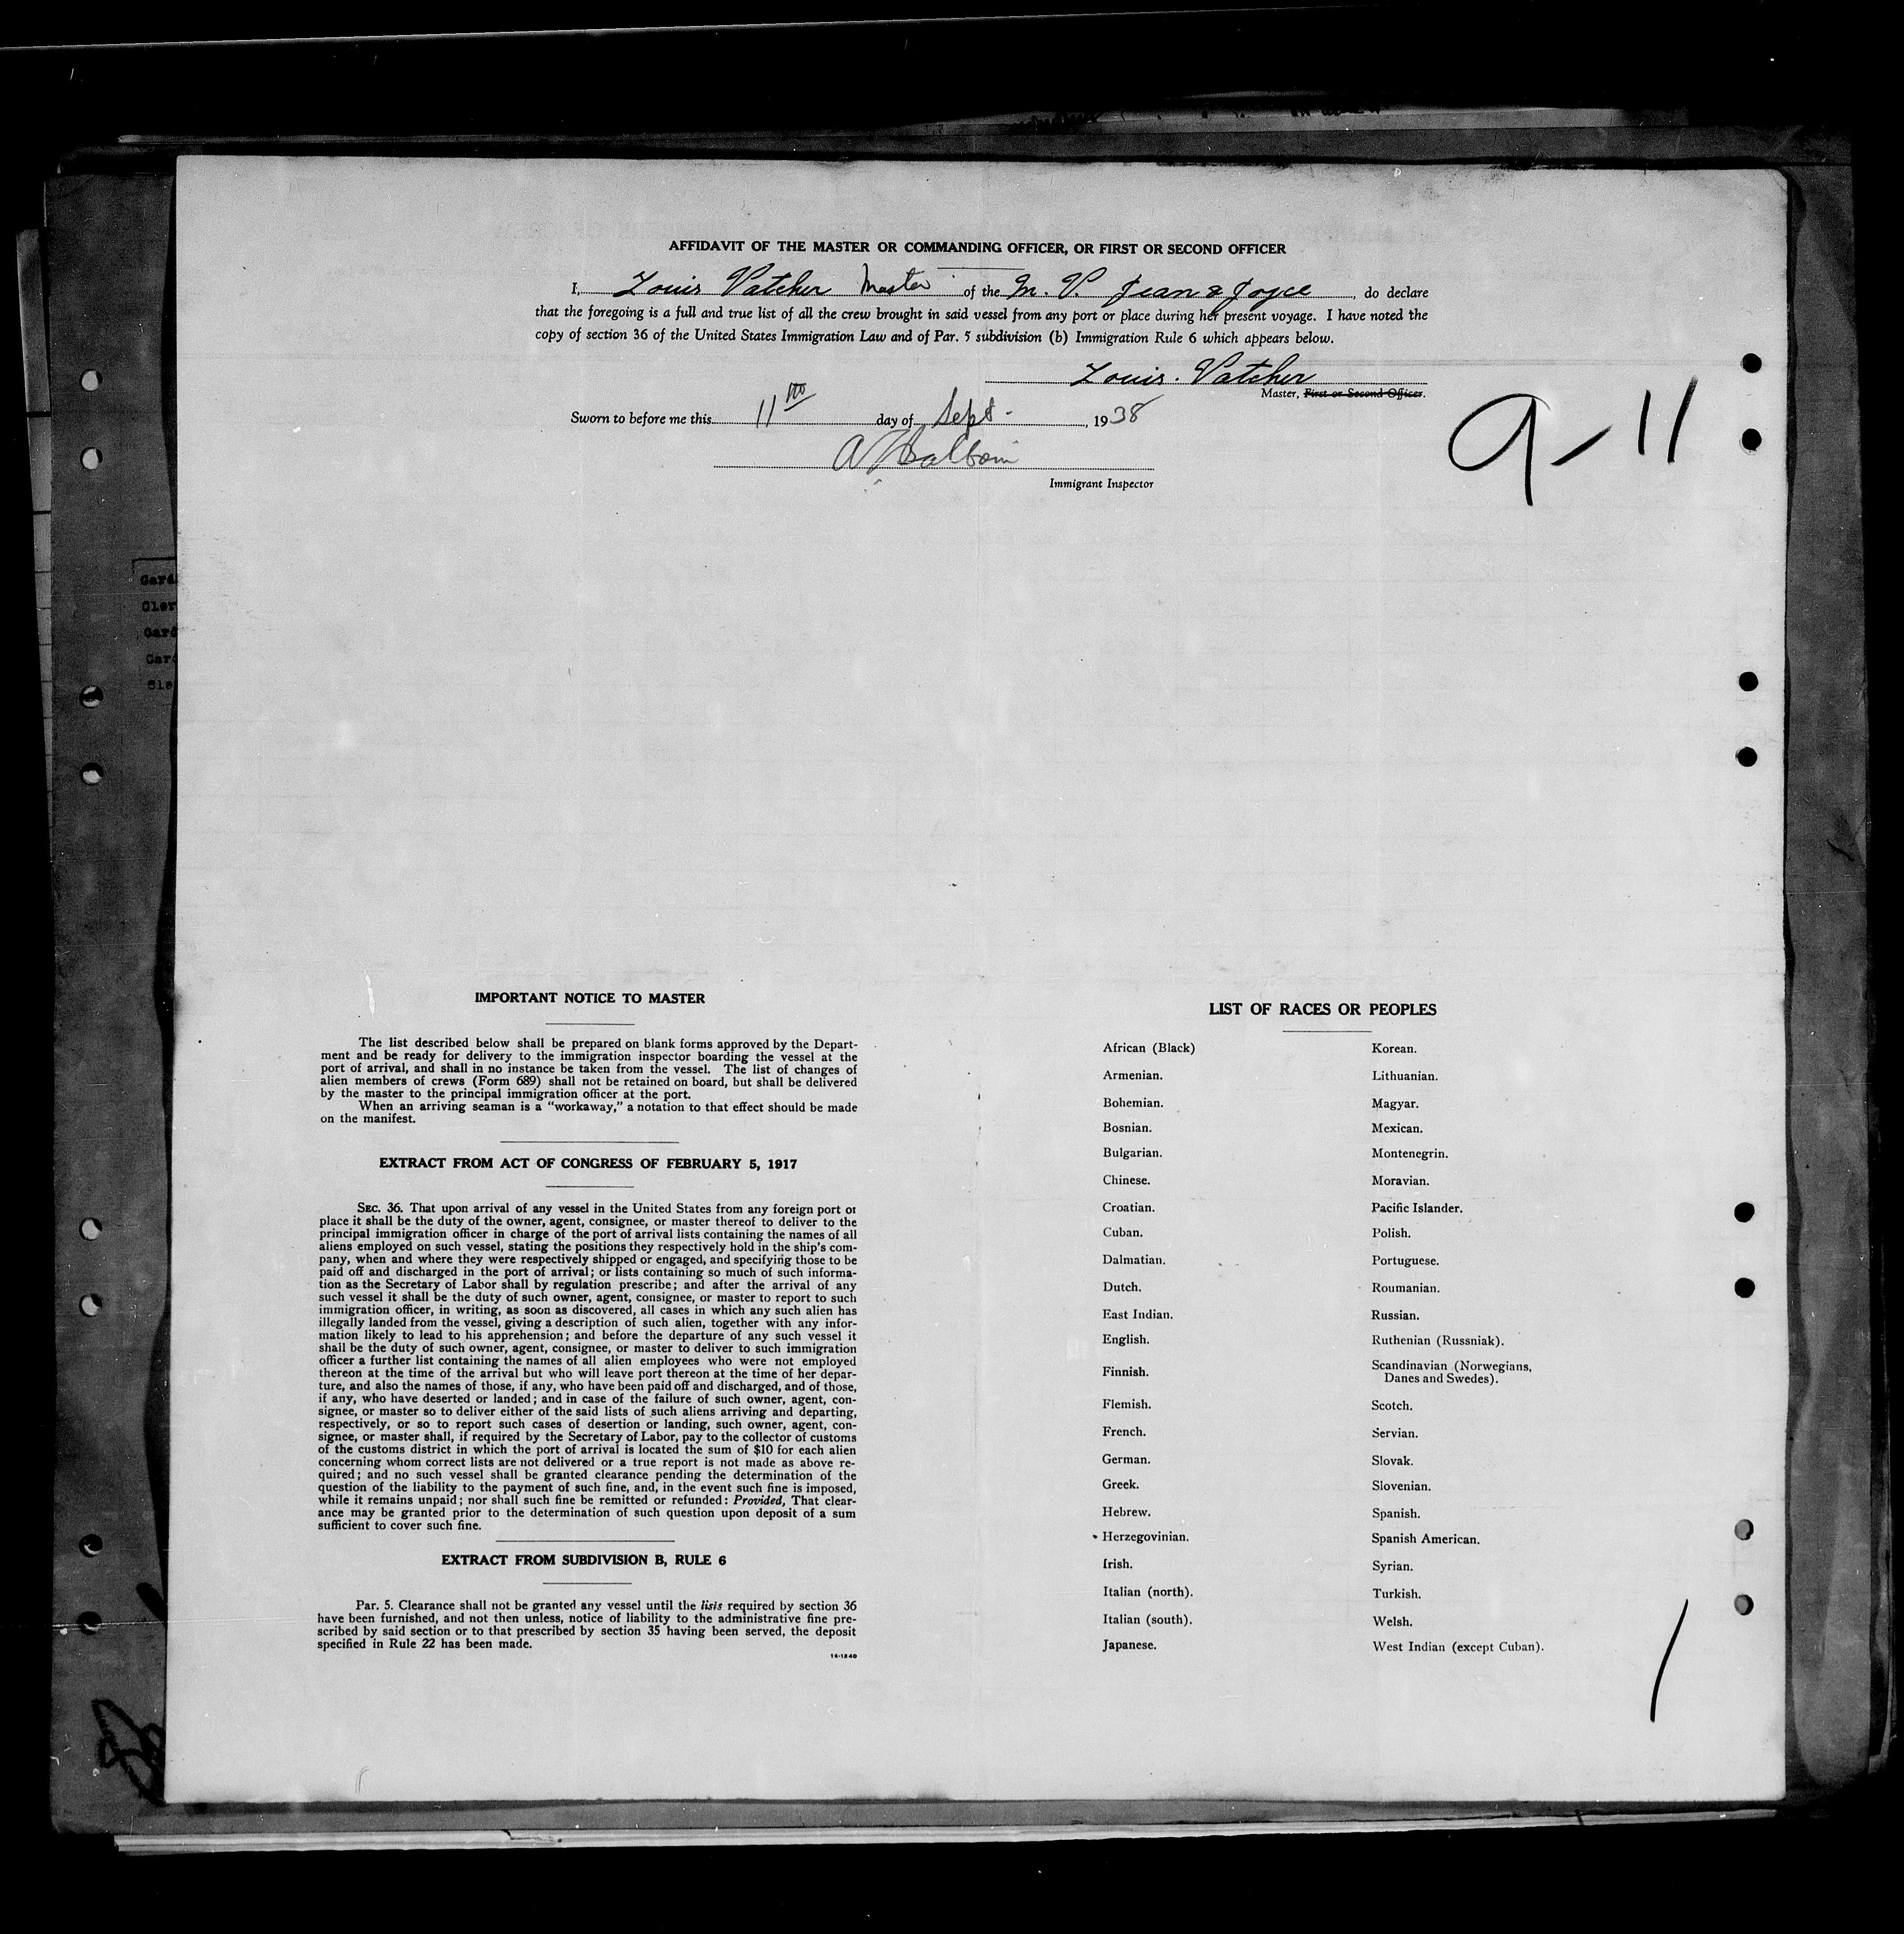 AFFIDAVIT OF THE MASTER OR COMMANDING OFFICER, OR FIRST OR SECOND OFFICER
I, Louis Vatcher Master of the M. V. Jean & Joyce, do declare
that the foregoing is a full and true list of all the crew brought in said vessel from any port or place during her present voyage. I have noted the
copy of section 36 of the United States Immigration Law and of Par. 5 subdivision (b) Immigration Rule 6 which appears below.
Louis. Vatcher
Master, First or Second Officer.
Sworn to before me this 11th day of Sept - , 1938
9-11
Immigrant Inspector
Gard
Cler
Gard
Gard
Cle
IMPORTANT NOTICE TO MASTER
The list described below shall be prepared on blank forms approved by the Depart-
ment and be ready for delivery to the immigration inspector boarding the vessel at the
port of arrival, and shall in no instance be taken from the vessel. The list of changes of
alien members of crews (Form 689) shall not be retained on board, but shall be delivered
by the master to the principal immigration officer at the port.
When an arriving seaman is a “workaway,” a notation to that effect should be made
on the manifest.
EXTRACT FROM ACT OF CONGRESS OF FEBRUARY 5, 1917
SEC. 36. That upon arrival of any vessel in the United States from any foreign port or
place it shall be the duty of the owner, agent, consignee, or master thereof to deliver to the
principal immigration officer in charge of the port of arrival lists containing the names of all
aliens employed on such vessel, stating the positions they respectively hold in the ship's com-
pany, when and where they were respectively shipped or engaged, and specifying those to be
paid off and discharged in the port of arrival; or lists containing so much of such informa-
tion as the Secretary of Labor shall by regulation prescribe; and after the arrival of any
such vessel it shall be the duty of such owner, agent, consignee, or master to report to such
immigration officer, in writing, as soon as discovered, all cases in which any such alien has
illegally landed from the vessel, giving a description of such alien, together with any infor-
mation likely to lead to his apprehension; and before the departure of any such vessel it
shall be the duty of such owner, agent, consignee, or master to deliver to such immigration
officer a further list containing the names of all alien employees who were not employed
thereon at the time of the arrival but who will leave port thereon at the time of her depar-
ture, and also the names of those, if any, who have been paid off and discharged, and of those,
if any, who have deserted or landed; and in case of the failure of such owner, agent, con-
signee, or master so to deliver either of the said lists of such aliens arriving and departing,
respectively, or so to report such cases of desertion or landing, such owner, agent, con-
signee, or master shall, if required by the Secretary of Labor, pay to the collector of customs
of the customs district in which the port of arrival is located the sum of $10 for each alien
concerning whom correct lists are not delivered or a true report is not made as above re-
quired; and no such vessel shall be granted clearance pending the determination of the
question of the liability to the payment of such fine, and, in the event such fine is imposed,
while it remains unpaid; nor shall such fine be remitted or refunded: Provided, That clear-
ance may be granted prior to the determination of such question upon deposit of a sum
sufficient to cover such fine.
EXTRACT FROM SUBDIVISION B, RULE 6
Par. 5. Clearance shall not be granted any vessel until the lists required by section 36
have been furnished, and not then unless, notice of liability to the administrative fine pre-
scribed by said section or to that prescribed by section 35 having been served, the deposit
specified in Rule 22 has been made.
14-1240
LIST OF RACES OR PEOPLES
African (Black)
Armenian.
Bohemian.
Bosnian.
Bulgarian.
Chinese.
Croatian.
Cuban.
Dalmatian.
Dutch.
East Indian.
English.
Finnish.
Flemish.
French.
German.
Greek.
Hebrew.
Herzegovinian.
Irish.
Italian (north).
Italian (south).
Japanese.
Korean.
Lithuanian.
Magyar.
Mexican.
Montenegrin.
Moravian.
Pacific Islander.
Polish.
Portuguese.
Roumanian.
Russian.
Ruthenian (Russniak).
Scandinavian (Norwegians,
Danes and Swedes).
Scotch.
Servian.
Slovak.
Slovenian.
Spanish.
Spanish American.
Syrian.
Turkish.
Welsh.
West Indian (except Cuban).